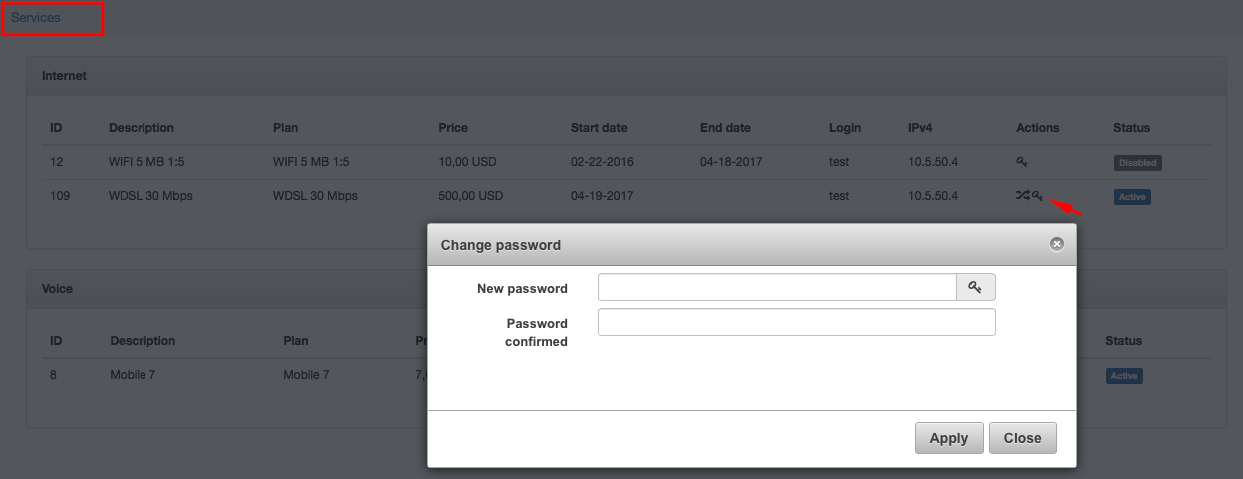 Services
Internet
ID Description Plan Price Start date End date Login IPv4 Actions Status
12 WIFI 5 MB 1:5 WIFI 5 MB 1:5 10,00 USD 02-22-2016 04-18-2017 test 10.5.50.4 Disabled
109 WDSL 30 Mbps WDSL 30 Mbps 500,00 USD 04-19-2017 test 10.5.50.4 Active
Change password
New password
Password
confirmed
Apply Close
Voice
ID Description Plan Status
8 Mobile 7 Mobile 7 Active